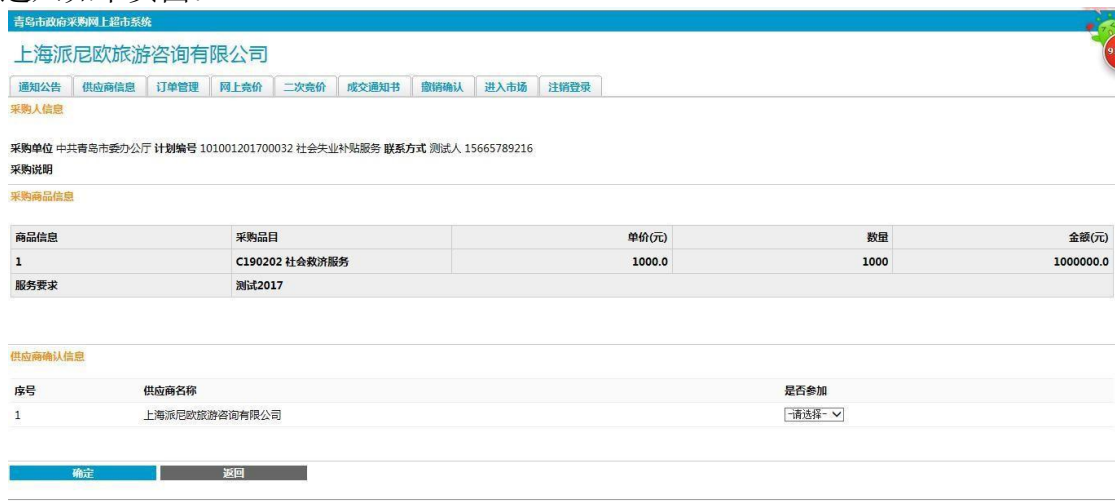 青岛市政府采购网上超市系统
上海派尼欧旅游咨询有限公司
通知公告 供应商信息 订单管理 网上竞价 二次竞价 成交通知书 撤销确认 进入市场 注销登录
采购人信息
采购单位 中共青岛市委办公厅 计划编号 101001201700032 社会失业补贴服务 联系方式 测试人 15665789216
采购说明
采购商品信息
商品信息 采购品目 单价(元) 数量 金额(元)
1 C190202 社会救济服务 1000.0 1000 1000000.0
服务要求 测试2017
供应商确认信息
序号 供应商名称 是否参加
1 上海派尼欧旅游咨询有限公司 -请选择-
确定 返回